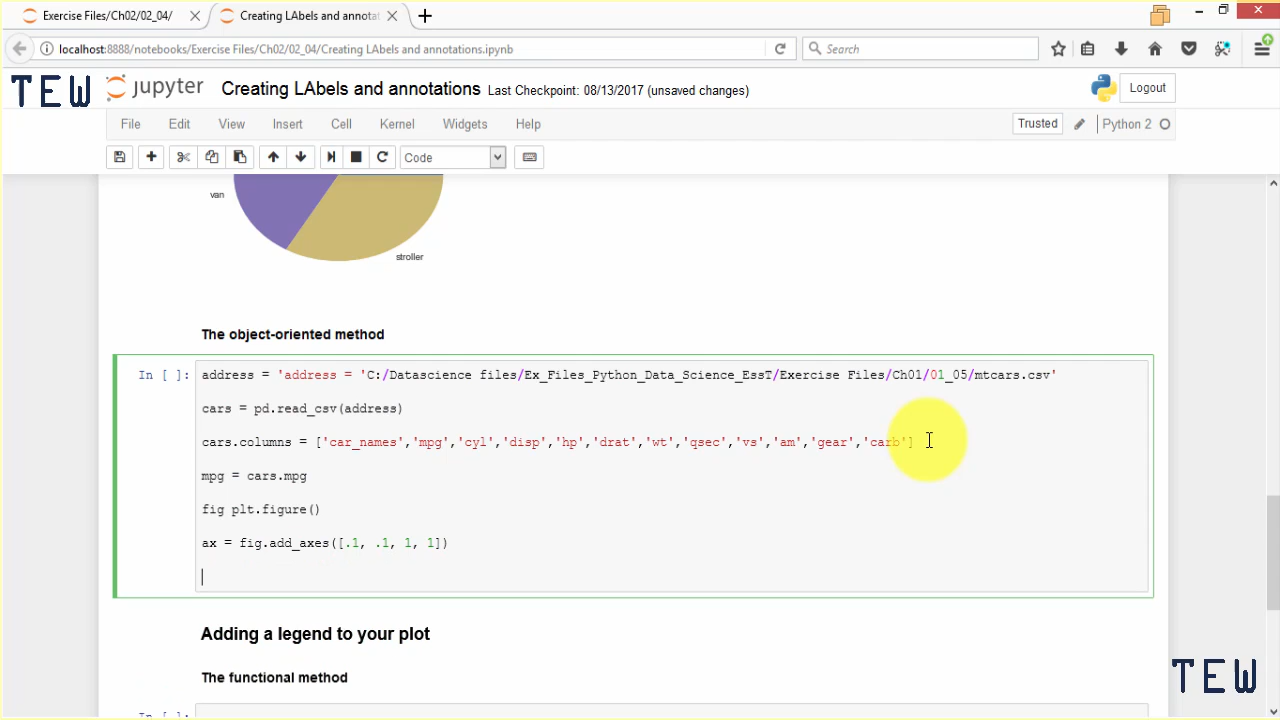 Exercise Files/Ch02/02_04/
Creating LAbels and annotat
localhost:8888/notebooks/Exercise Files/Ch02/02_04/Creating LAbels and annotations.ipynb
Search
TEW
jupyter
Creating LAbels and annotations Last Checkpoint: 08/13/2017 (unsaved changes)
Logout
File Edit View Insert Cell Kernel Widgets Help
Trusted
Python 2
Code
van
stroller
The object-oriented method
In [ ]: address = 'address = 'C:/Datascience files/Ex_Files_Python_Data_Science_EssT/Exercise Files/Ch01/01_05/mtcars.csv'
cars = pd.read_csv(address)
cars.columns = ['car_names','mpg','cyl','disp','hp','drat','wt','qsec','vs','am','gear','carb']
mpg = cars.mpg
fig plt.figure()
ax = fig.add_axes([.1, .1, 1, 1])
Adding a legend to your plot
The functional method
In [ ]:
TEW